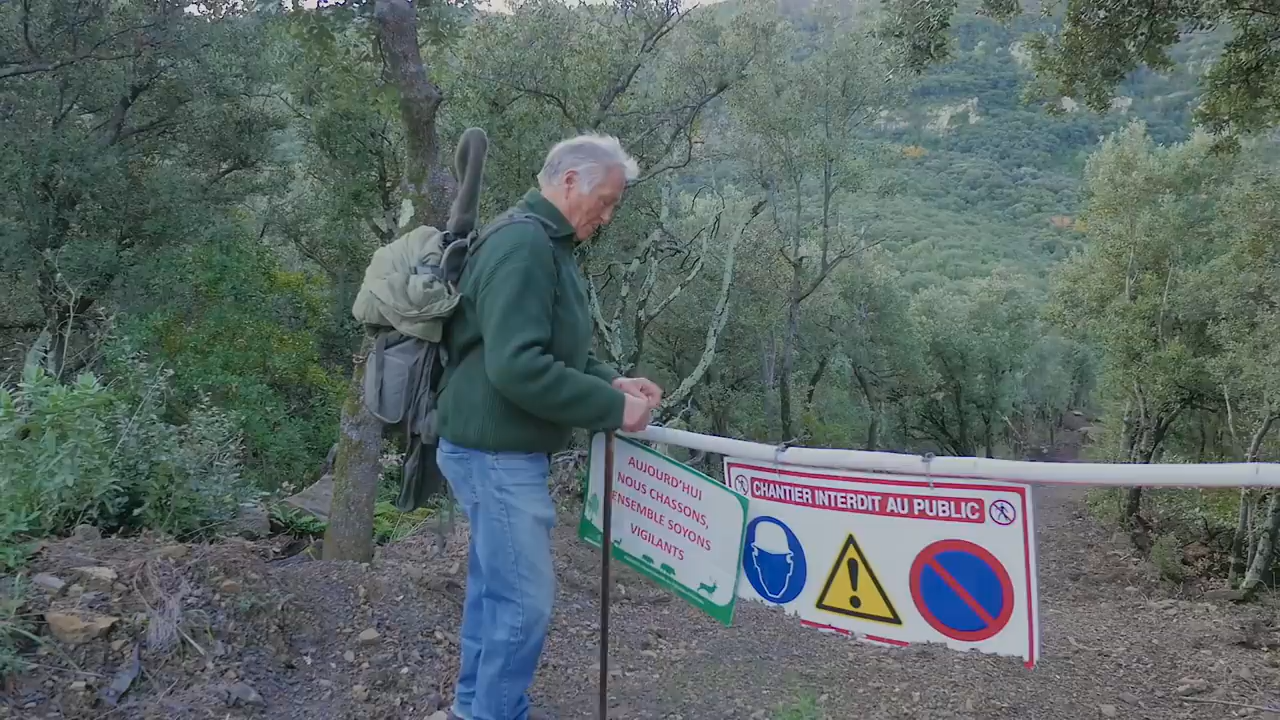 AUJOURD'HUI
NOUS CHASSONS,
ENSEMBLE SOYONS
VIGILANTS
CHANTIER INTERDIT AU PUBLIC